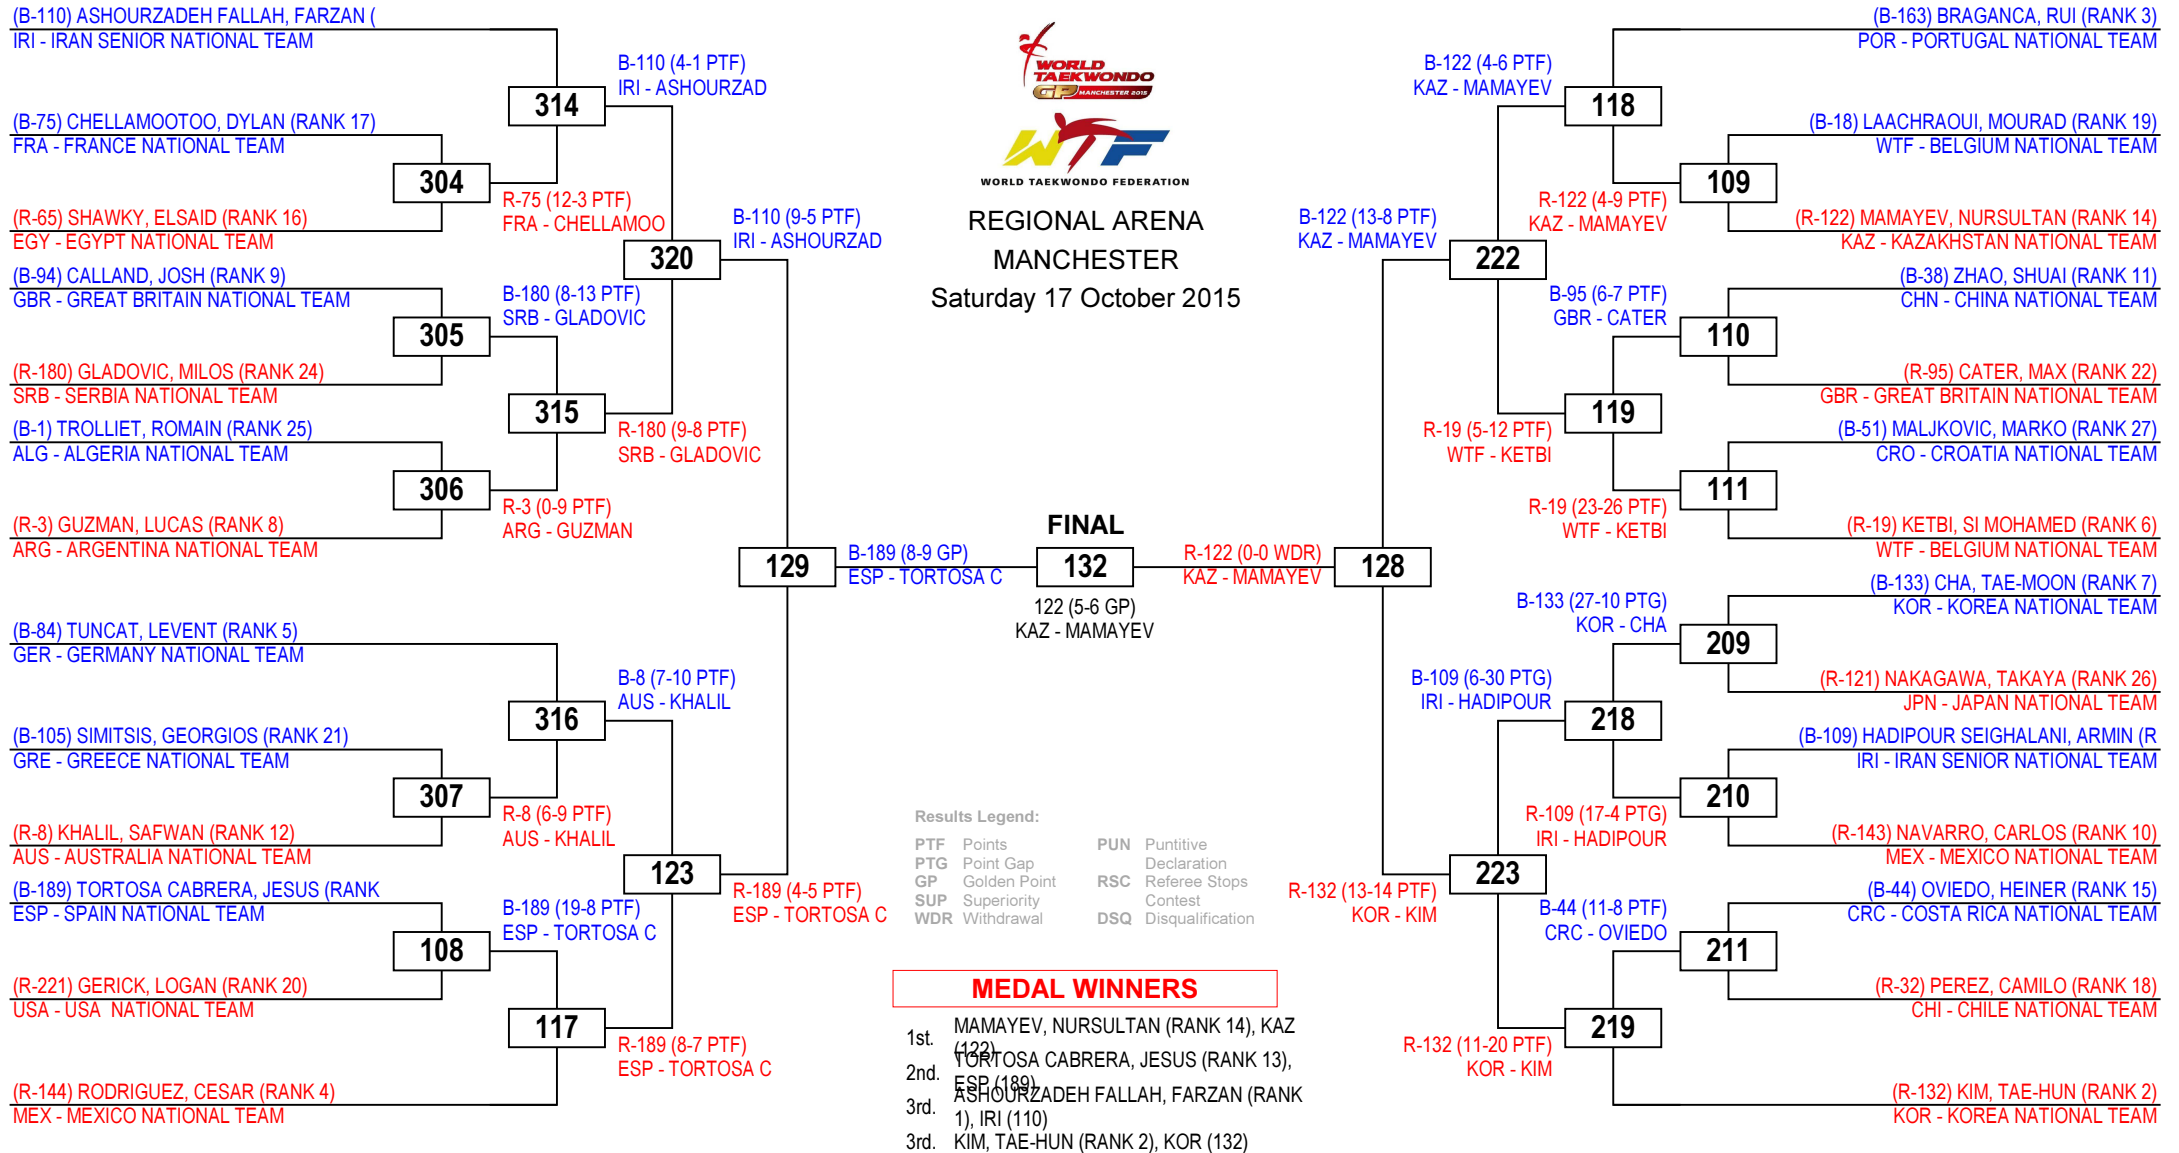 (B-110) ASHOURZADEH FALLAH, FARZAN (
IRI - IRAN SENIOR NATIONAL TEAM
(B-75) CHELLAMOOTOO, DYLAN (RANK 17)
FRA - FRANCE NATIONAL TEAM
(R-65) SHAWKY, ELSAID (RANK 16)
EGY - EGYPT NATIONAL TEAM
(B-94) CALLAND, JOSH (RANK 9)
GBR - GREAT BRITAIN NATIONAL TEAM
(R-180) GLADOVIC, MILOS (RANK 24)
SRB - SERBIA NATIONAL TEAM
(B-1) TROLLIET, ROMAIN (RANK 25)
ALG - ALGERIA NATIONAL TEAM
(R-3) GUZMAN, LUCAS (RANK 8)
ARG - ARGENTINA NATIONAL TEAM
(B-84) TUNCAT, LEVENT (RANK 5)
GER - GERMANY NATIONAL TEAM
(B-105) SIMITSIS, GEORGIOS (RANK 21)
GRE - GREECE NATIONAL TEAM
(R-8) KHALIL, SAFWAN (RANK 12)
AUS - AUSTRALIA NATIONAL TEAM
(B-189) TORTOSA CABRERA, JESUS (RANK
ESP - SPAIN NATIONAL TEAM
(R-221) GERICK, LOGAN (RANK 20)
USA - USA  NATIONAL TEAM
(R-144) RODRIGUEZ, CESAR (RANK 4)
MEX - MEXICO NATIONAL TEAM
304
305
306
307
108
R-75 (12-3 PTF)
FRA - CHELLAMOO
B-180 (8-13 PTF)
SRB - GLADOVIC
R-3 (0-9 PTF)
ARG - GUZMAN
R-8 (6-9 PTF)
AUS - KHALIL
B-189 (19-8 PTF)
ESP - TORTOSA C
314
315
316
117
B-110 (4-1 PTF)
IRI - ASHOURZAD
R-180 (9-8 PTF)
SRB - GLADOVIC
B-8 (7-10 PTF)
AUS - KHALIL
R-189 (8-7 PTF)
ESP - TORTOSA C
320
123
B-110 (9-5 PTF)
IRI - ASHOURZAD
R-189 (4-5 PTF)
ESP - TORTOSA C
129
B-189 (8-9 GP)
ESP - TORTOSA C
WORLD
TAEKWONDO
GP MANCHESTER 2015
WTF
WORLD TAEKWONDO FEDERATION
REGIONAL ARENA
MANCHESTER
Saturday 17 October 2015
FINAL
132
122 (5-6 GP)
KAZ - MAMAYEV
R-122 (0-0 WDR)
KAZ - MAMAYEV
128
B-122 (13-8 PTF)
KAZ - MAMAYEV
R-132 (13-14 PTF)
KOR - KIM
222
223
B-122 (4-6 PTF)
KAZ - MAMAYEV
R-19 (5-12 PTF)
WTF - KETBI
B-109 (6-30 PTG)
IRI - HADIPOUR
R-132 (11-20 PTF)
KOR - KIM
118
119
218
219
R-122 (4-9 PTF)
KAZ - MAMAYEV
B-95 (6-7 PTF)
GBR - CATER
R-19 (23-26 PTF)
WTF - KETBI
B-133 (27-10 PTG)
KOR - CHA
R-109 (17-4 PTG)
IRI - HADIPOUR
B-44 (11-8 PTF)
CRC - OVIEDO
109
110
111
209
210
211
(B-163) BRAGANCA, RUI (RANK 3)
POR - PORTUGAL NATIONAL TEAM
(B-18) LAACHRAOUI, MOURAD (RANK 19)
WTF - BELGIUM NATIONAL TEAM
(R-122) MAMAYEV, NURSULTAN (RANK 14)
KAZ - KAZAKHSTAN NATIONAL TEAM
(B-38) ZHAO, SHUAI (RANK 11)
CHN - CHINA NATIONAL TEAM
(R-95) CATER, MAX (RANK 22)
GBR - GREAT BRITAIN NATIONAL TEAM
(B-51) MALJKOVIC, MARKO (RANK 27)
CRO - CROATIA NATIONAL TEAM
(R-19) KETBI, SI MOHAMED (RANK 6)
WTF - BELGIUM NATIONAL TEAM
(B-133) CHA, TAE-MOON (RANK 7)
KOR - KOREA NATIONAL TEAM
(R-121) NAKAGAWA, TAKAYA (RANK 26)
JPN - JAPAN NATIONAL TEAM
(B-109) HADIPOUR SEIGHALANI, ARMIN (R
IRI - IRAN SENIOR NATIONAL TEAM
(R-143) NAVARRO, CARLOS (RANK 10)
MEX - MEXICO NATIONAL TEAM
(B-44) OVIEDO, HEINER (RANK 15)
CRC - COSTA RICA NATIONAL TEAM
(R-32) PEREZ, CAMILO (RANK 18)
CHI - CHILE NATIONAL TEAM
(R-132) KIM, TAE-HUN (RANK 2)
KOR - KOREA NATIONAL TEAM
Results Legend:
PTF Points
PTG Point Gap
GP Golden Point
SUP Superiority
WDR Withdrawal
PUN Puntitive
Declaration
RSC Referee Stops
Contest
DSQ Disqualification
MEDAL WINNERS
1st. MAMAYEV, NURSULTAN (RANK 14), KAZ
(122)
2nd. TORTOSA CABRERA, JESUS (RANK 13),
ESP (189)
3rd. ASHOURZADEH FALLAH, FARZAN (RANK
1), IRI (110)
3rd. KIM, TAE-HUN (RANK 2), KOR (132)